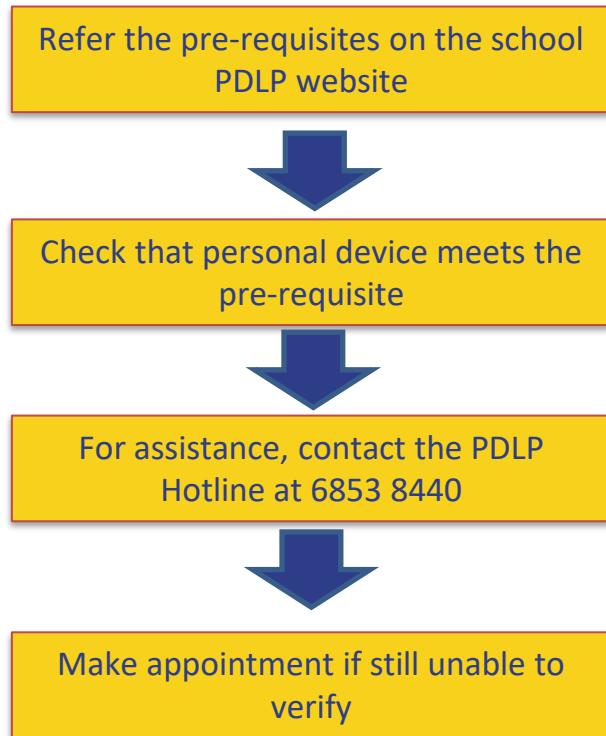 Refer the pre-requisites on the school
PDLP website
Check that personal device meets the
pre-requisite
For assistance, contact the PDLP
Hotline at 6853 8440
Make appointment if still unable to
verify